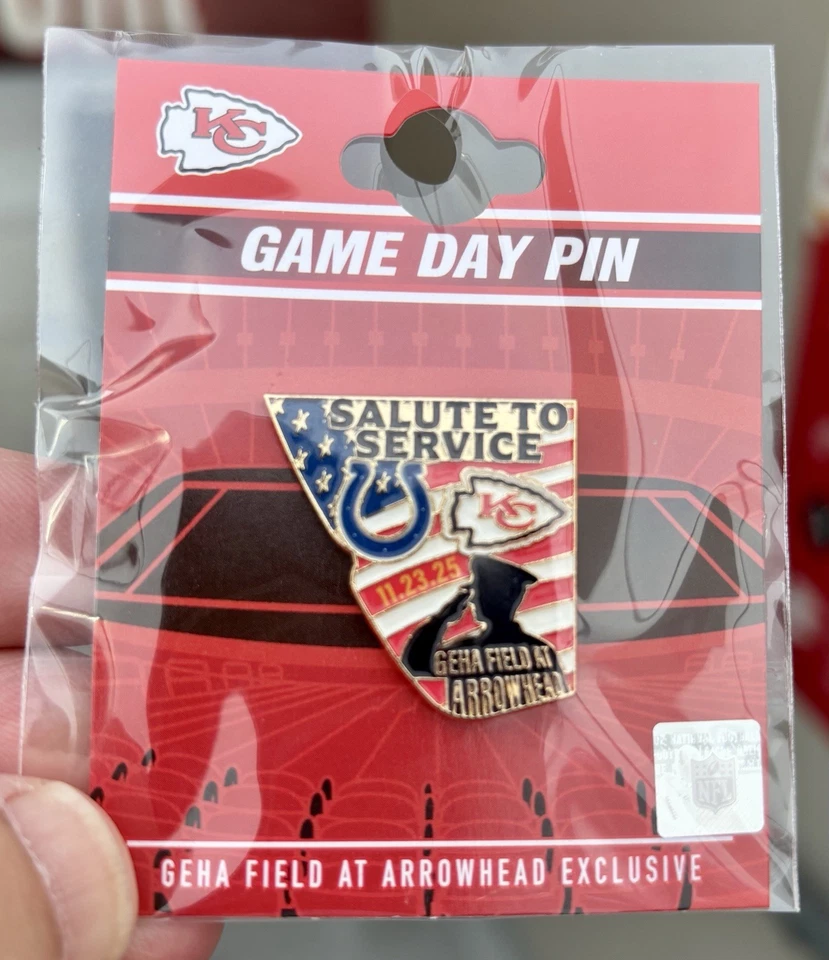 KC
GAME DAY PIN
SALUTE TO
SERVICE
KC
11.23.25
GEHA FIELD AT
ARROWHEAD
NFL
GEHA FIELD AT ARROWHEAD EXCLUSIVE